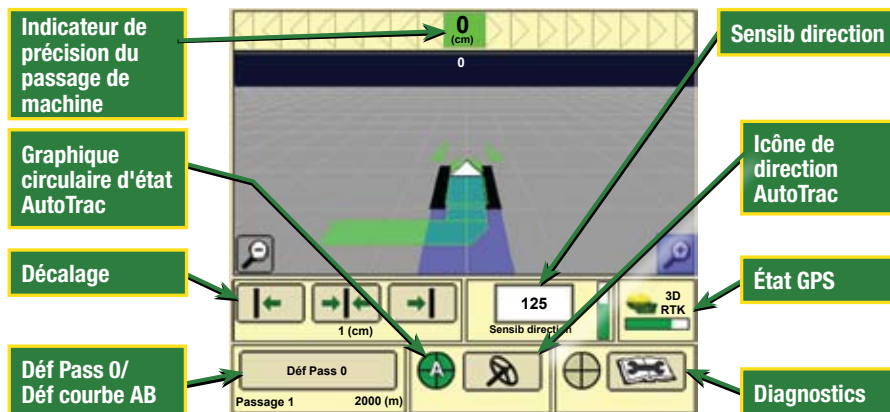 Indicateur de
précision du
passage de
machine
Graphique
circulaire d'état
AutoTrac
Décalage
Déf Pass 0/
Déf courbe AB
0
(cm)
0
1 (cm)
125
Sensib direction
3D
RTK
Déf Pass 0
Passage 1
2000 (m)
A
Sensib direction
Icône de
direction
AutoTrac
État GPS
Diagnostics